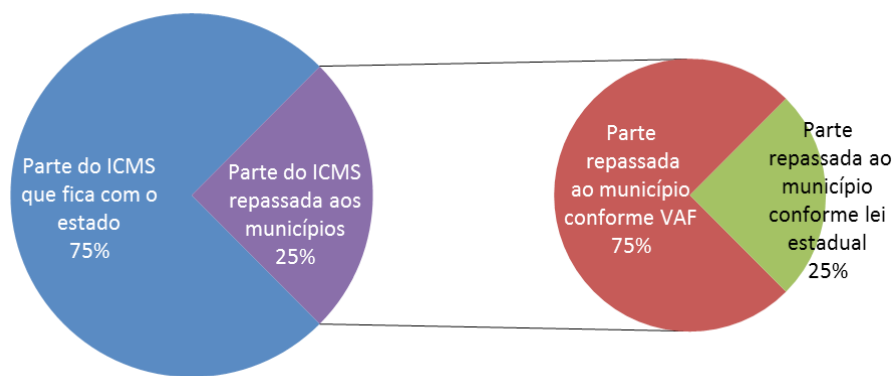 Parte do ICMS
que fica com o
estado
75%
Parte do ICMS
repassada aos
municípios
25%
Parte
repassada
ao município
conforme VAF
75%
Parte
repassada ao
município
conforme lei
estadual
25%